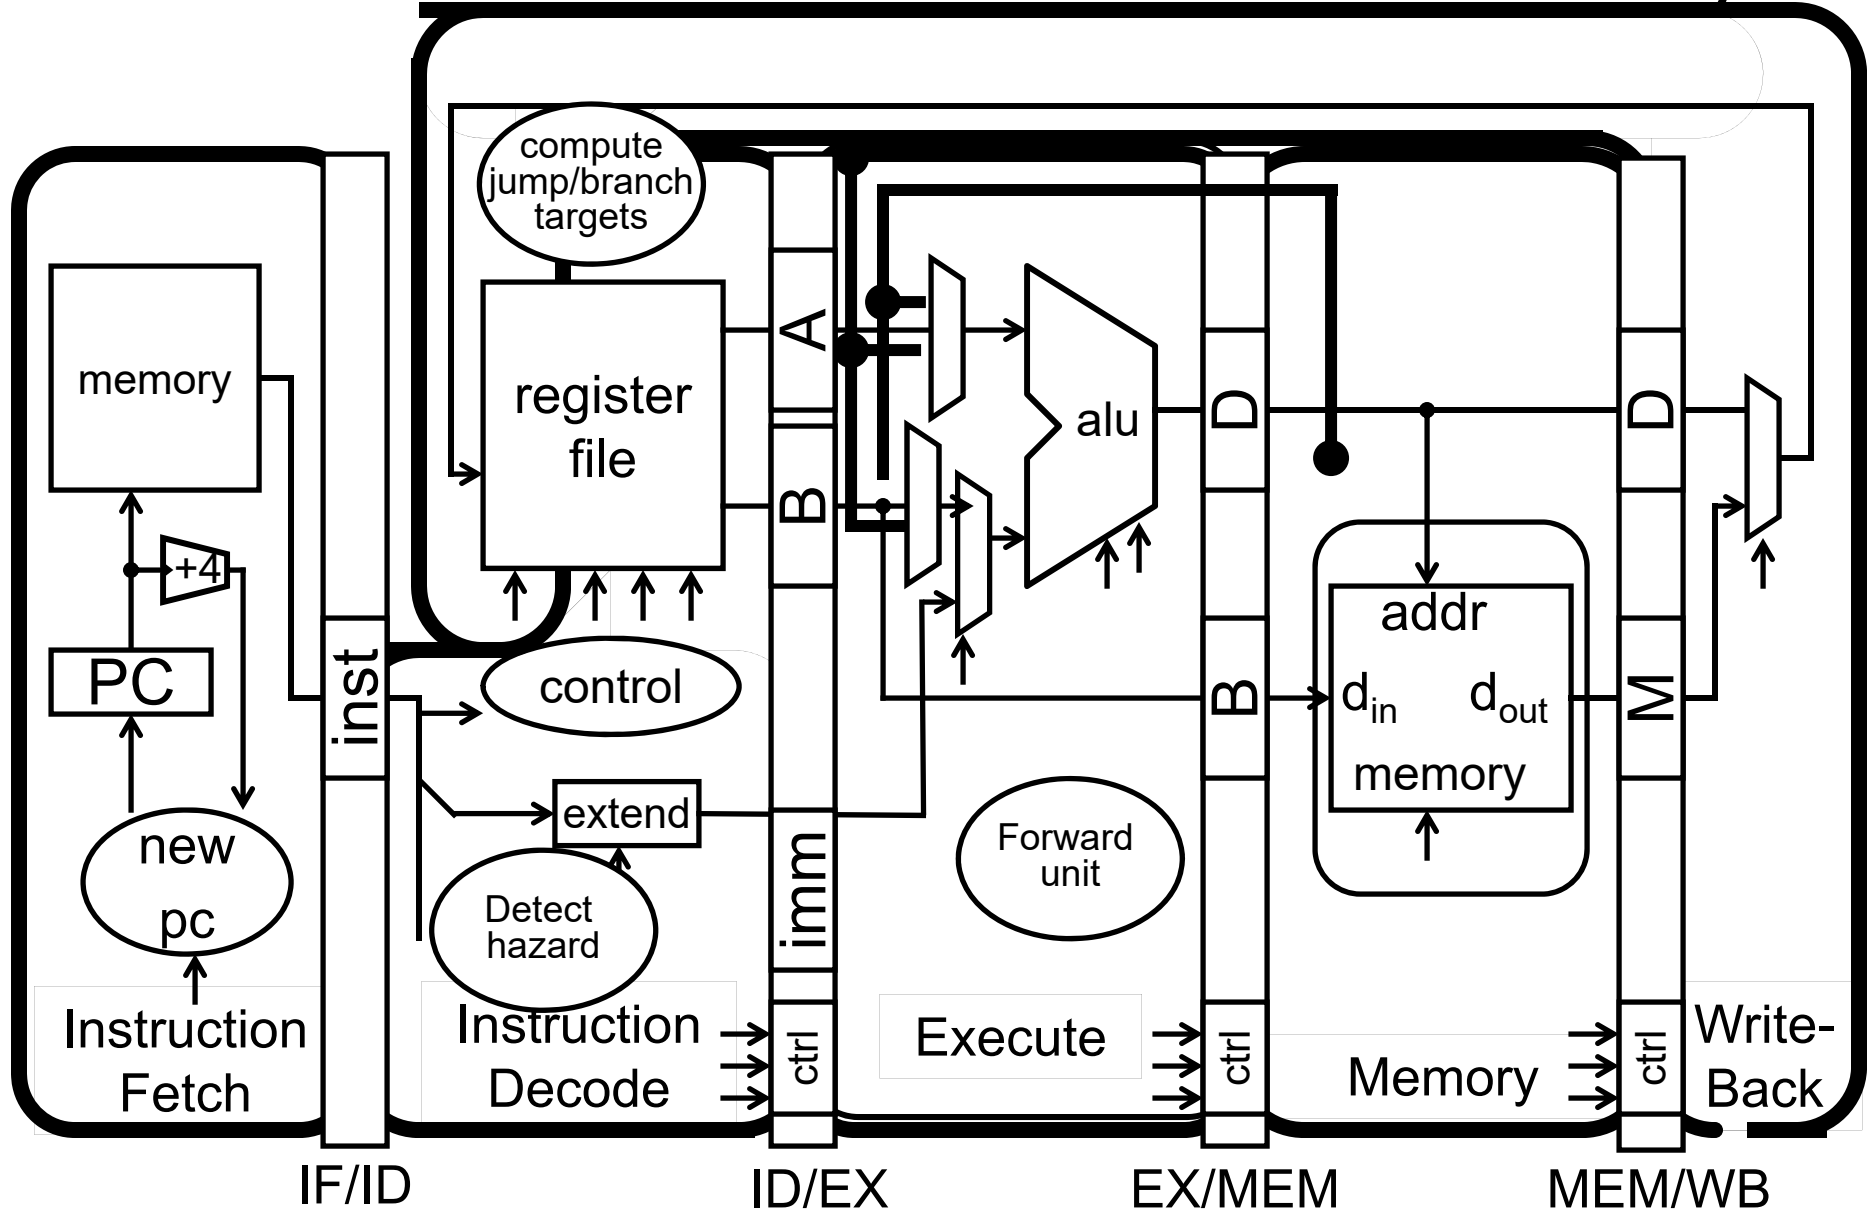 compute
jump/branch
targets
memory
register
file
A
B
alu
D
D
+4
PC
inst
control
B
addr
d_in
d_out
memory
M
extend
imm
Forward
unit
new
pc
Detect
hazard
Instruction
Fetch
Instruction
Decode
ctrl
Execute
ctrl
Memory
ctrl
Write-
Back
IF/ID
ID/EX
EX/MEM
MEM/WB